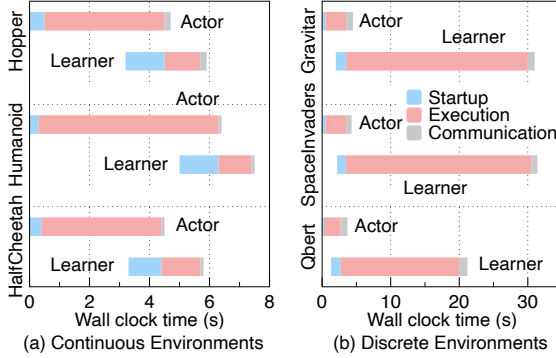 Hopper
Actor
Learner
Humanoid
Actor
Learner
HalfCheetah
Actor
Learner
0 2 4 6 8
Wall clock time (s)
(a) Continuous Environments
Gravitar
Actor
Learner
SpaceInvaders
Actor
Learner
Startup
Execution
Communication
Qbert
Actor
Learner
0 10 20 30
Wall clock time (s)
(b) Discrete Environments